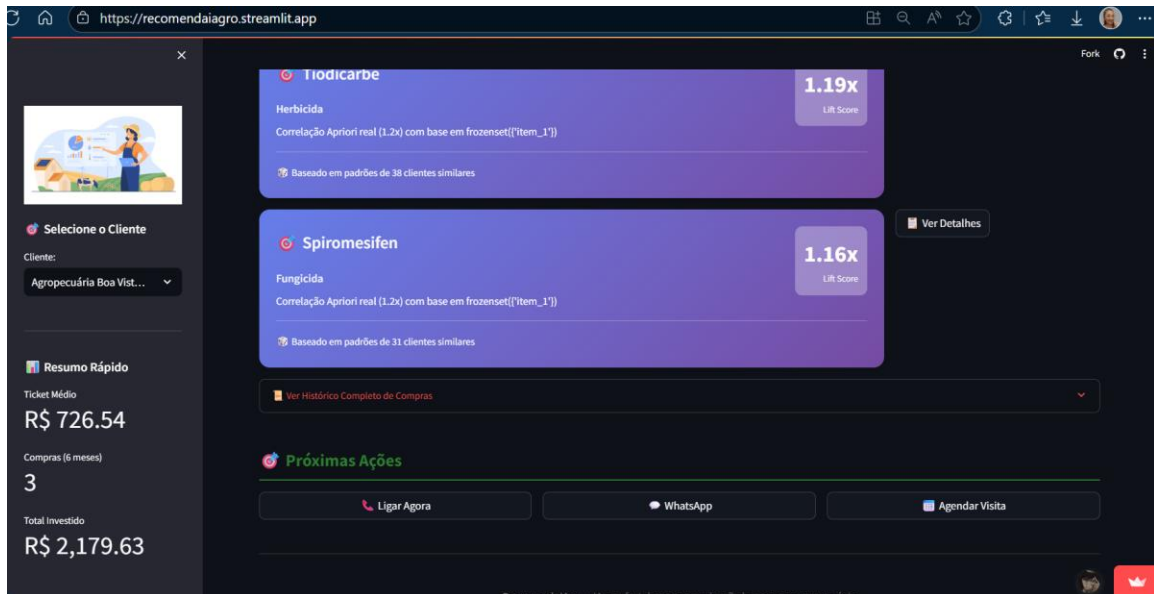 https://recomendaiagro.streamlit.app
Fork
Selecione o Cliente
Cliente:
Agropecuária Boa Vist...
Resumo Rápido
Ticket Médio
R$ 726.54
Compras (6 meses)
3
Total Investido
R$ 2,179.63
Tiodicarbe
1.19x
Lift Score
Herbicida
Correlação Apriori real (1.2x) com base em frozenset({'item_1'})
Baseado em padrões de 38 clientes similares
Spiromesifen
1.16x
Lift Score
Fungicida
Correlação Apriori real (1.2x) com base em frozenset({'item_1'})
Baseado em padrões de 31 clientes similares
Ver Detalhes
Ver Histórico Completo de Compras
Próximas Ações
Ligar Agora
WhatsApp
Agendar Visita